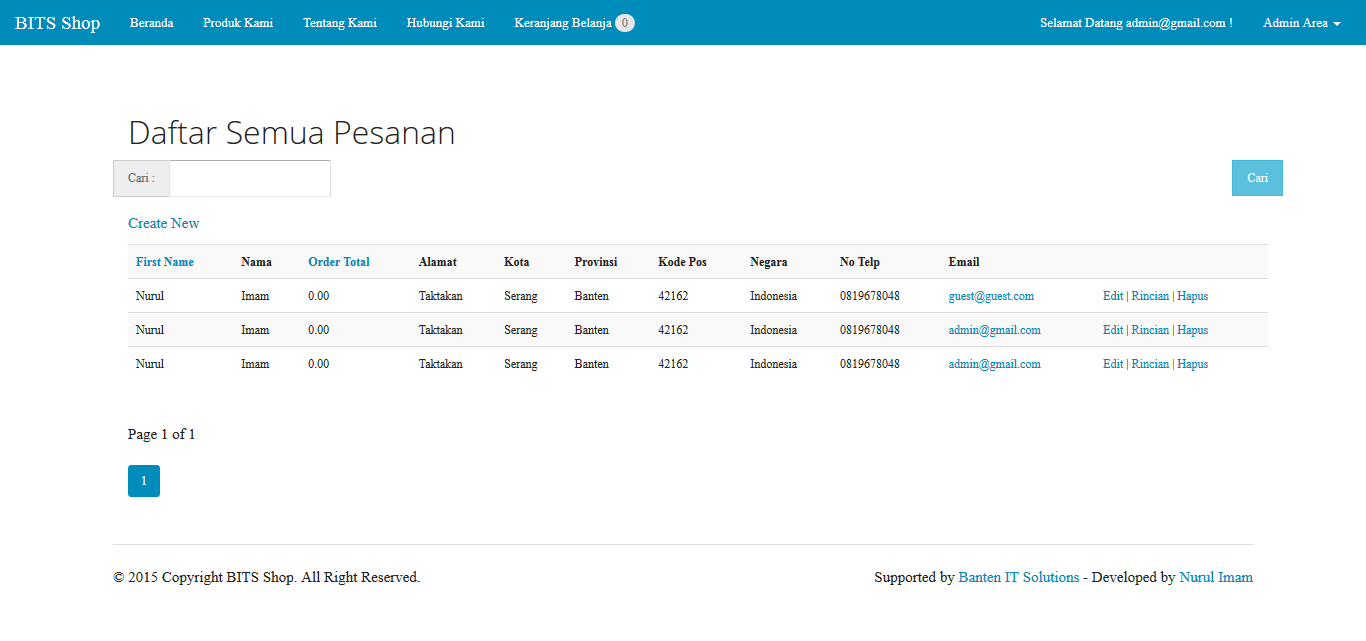 BITS Shop Beranda Produk Kami Tentang Kami Hubungi Kami Keranjang Belanja 0 Selamat Datang admin@gmail.com ! Admin Area
Daftar Semua Pesanan
Cari : Cari
Create New
First Name Nama Order Total Alamat Kota Provinsi Kode Pos Negara No Telp Email
Nurul Imam 0.00 Taktakan Serang Banten 42162 Indonesia 0819678048 guest@guest.com Edit | Rincian | Hapus
Nurul Imam 0.00 Taktakan Serang Banten 42162 Indonesia 0819678048 admin@gmail.com Edit | Rincian | Hapus
Nurul Imam 0.00 Taktakan Serang Banten 42162 Indonesia 0819678048 admin@gmail.com Edit | Rincian | Hapus
Page 1 of 1
1
© 2015 Copyright BITS Shop. All Right Reserved. Supported by Banten IT Solutions - Developed by Nurul Imam